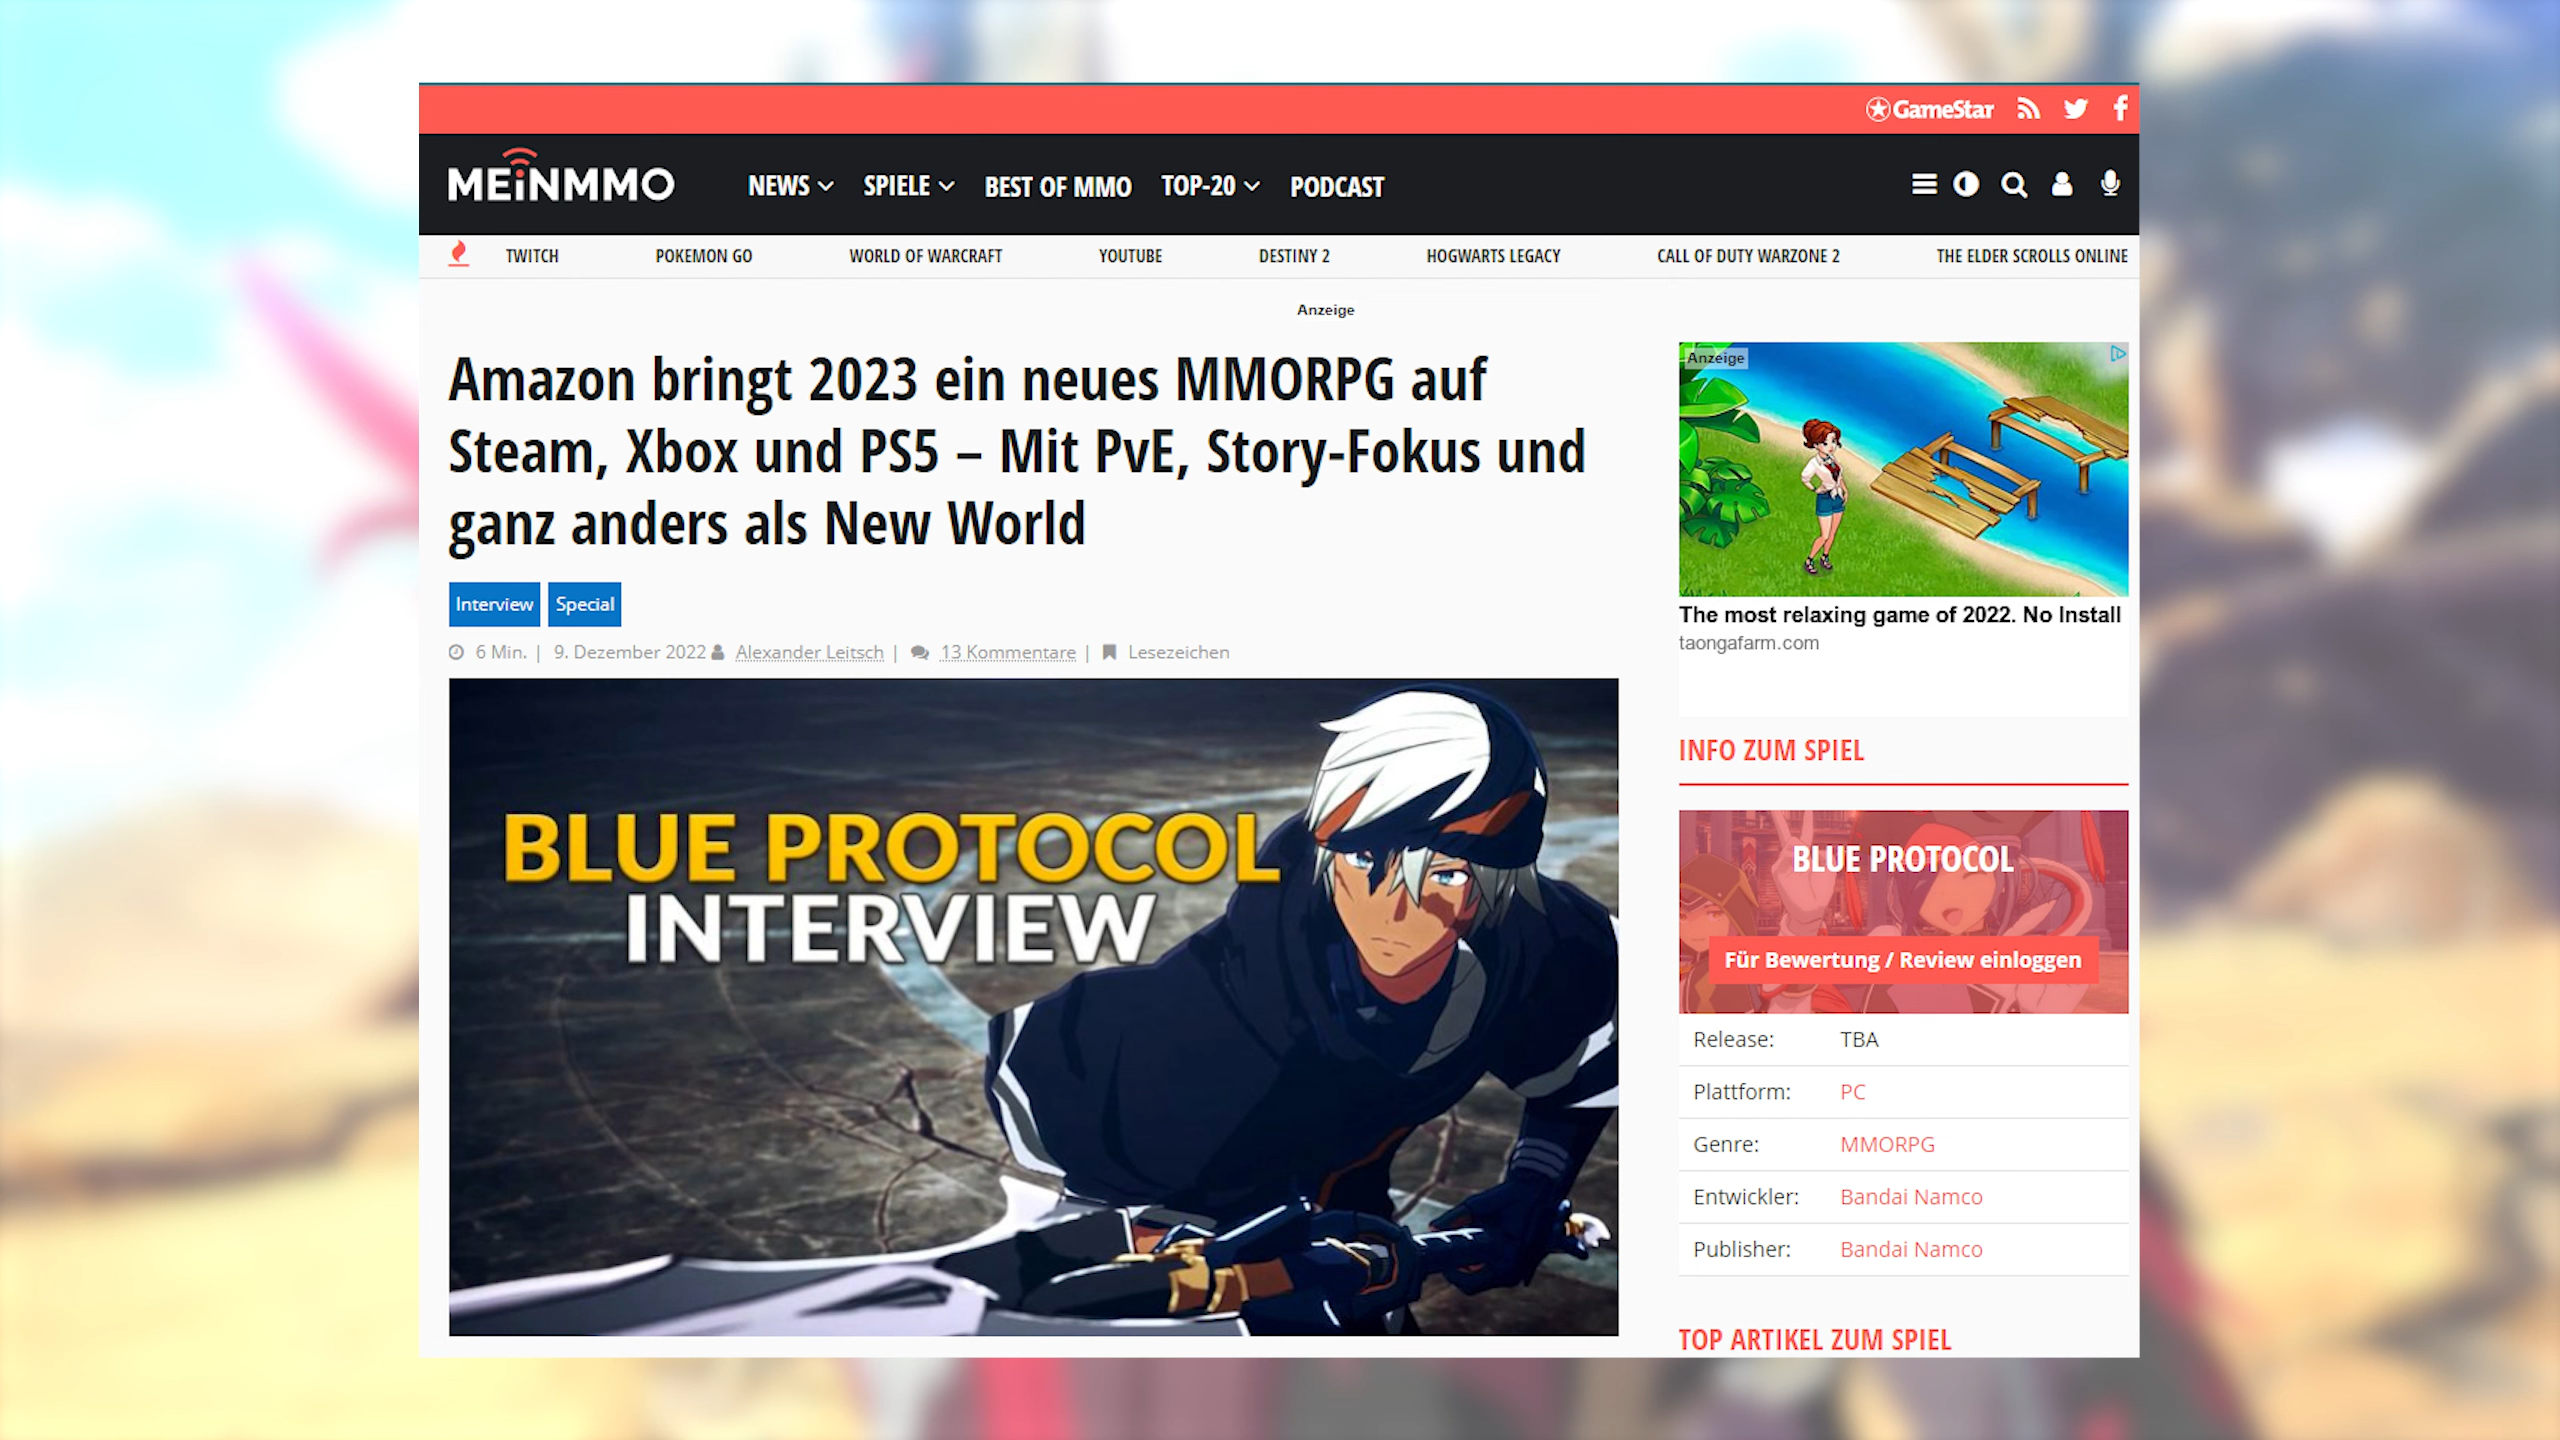 GameStar
MEiNMMO
NEWS SPIELE BEST OF MMO TOP-20 PODCAST
TWITCH POKEMON GO WORLD OF WARCRAFT YOUTUBE DESTINY 2 HOGWARTS LEGACY CALL OF DUTY WARZONE 2 THE ELDER SCROLLS ONLINE
Anzeige
Amazon bringt 2023 ein neues MMORPG auf
Steam, Xbox und PS5 – Mit PvE, Story-Fokus und
ganz anders als New World
Interview Special
6 Min. | 9. Dezember 2022 Alexander Leitsch | 13 Kommentare | Lesezeichen
BLUE PROTOCOL
INTERVIEW
Anzeige
The most relaxing game of 2022. No Install
taongafarm.com
INFO ZUM SPIEL
BLUE PROTOCOL
Für Bewertung / Review einloggen
Release: TBA
Plattform: PC
Genre: MMORPG
Entwickler: Bandai Namco
Publisher: Bandai Namco
TOP ARTIKEL ZUM SPIEL